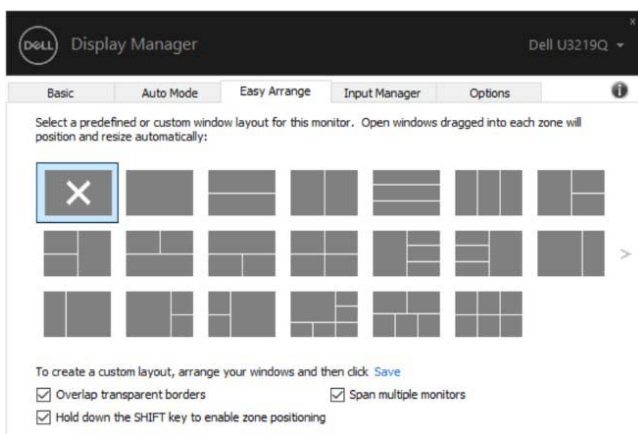 DELL Display Manager
Dell U3219Q
Basic
Auto Mode
Easy Arrange
Input Manager
Options
Select a predefined or custom window layout for this monitor. Open windows dragged into each zone will
position and resize automatically:
To create a custom layout, arrange your windows and then click Save
Overlap transparent borders
Span multiple monitors
Hold down the SHIFT key to enable zone positioning